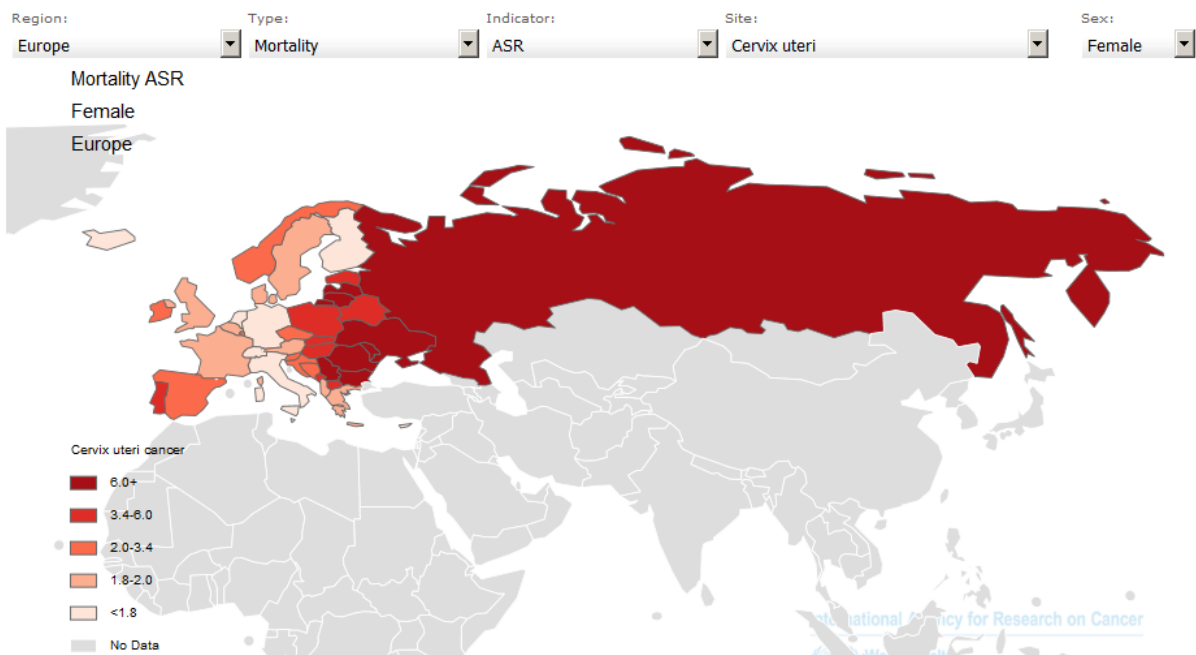 Region: Type: Indicator: Site: Sex:
Europe Mortality ASR Cervix uteri Female
Mortality ASR
Female
Europe
Cervix uteri cancer
6.0+
3.4-6.0
2.0-3.4
1.8-2.0
<1.8
No Data
for Research on Cancer